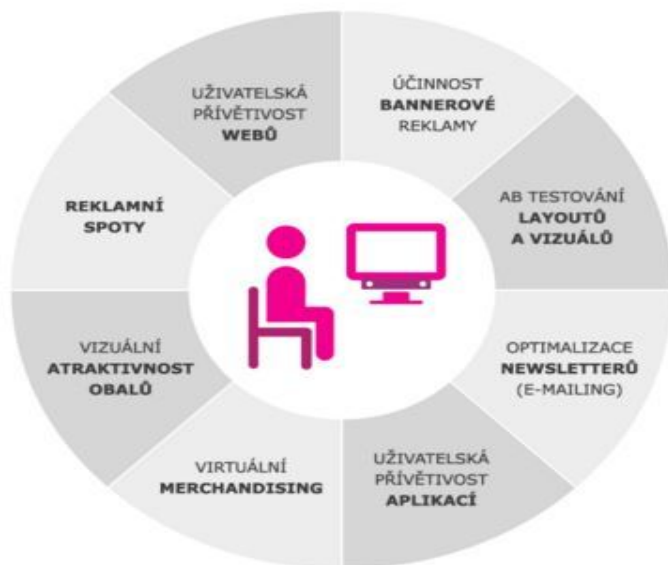 UŽIVATELSKÁ
PŘÍVĚTIVOST
WEBŮ
ÚČINNOST
BANNEROVÉ
REKLAMY
AB TESTOVÁNÍ
LAYOUTŮ
A VIZUÁLŮ
OPTIMALIZACE
NEWSLETTERŮ
(E-MAILING)
UŽIVATELSKÁ
PŘÍVĚTIVOST
APLIKACÍ
VIRTUÁLNÍ
MERCHANDISING
VIZUÁLNÍ
ATRAKTIVNOST
OBALŮ
REKLAMNÍ
SPOTY